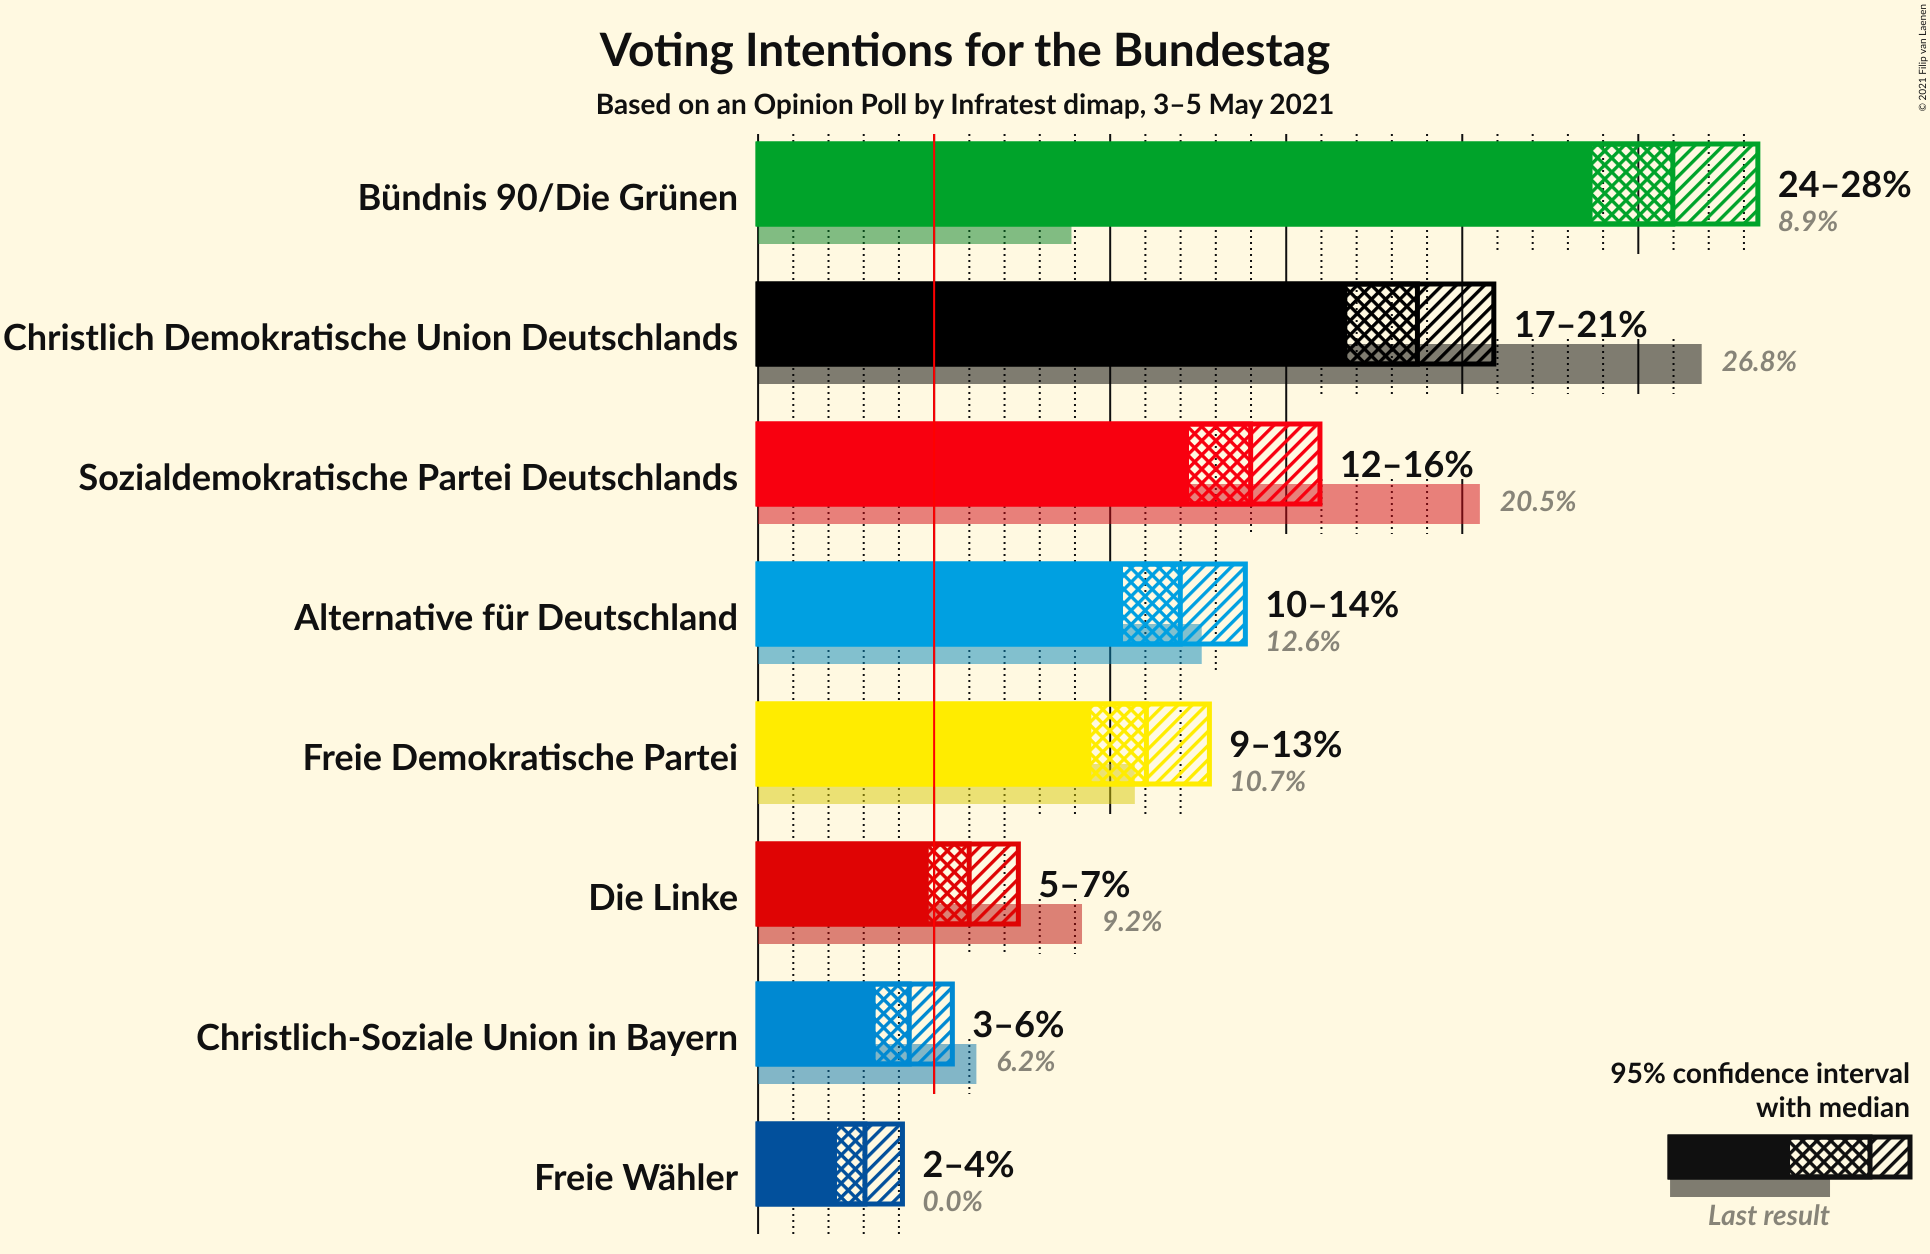 Voting Intentions for the Bundestag
Based on an Opinion Poll by Infratest dimap, 3–5 May 2021
© 2021 Filip van Laenen
Bündnis 90/Die Grünen
24–28%
8.9%
Christlich Demokratische Union Deutschlands
17–21%
26.8%
Sozialdemokratische Partei Deutschlands
12–16%
20.5%
Alternative für Deutschland
10–14%
12.6%
Freie Demokratische Partei
9–13%
10.7%
Die Linke
5–7%
9.2%
Christlich-Soziale Union in Bayern
3–6%
6.2%
Freie Wähler
2–4%
0.0%
95% confidence interval
with median
Last result